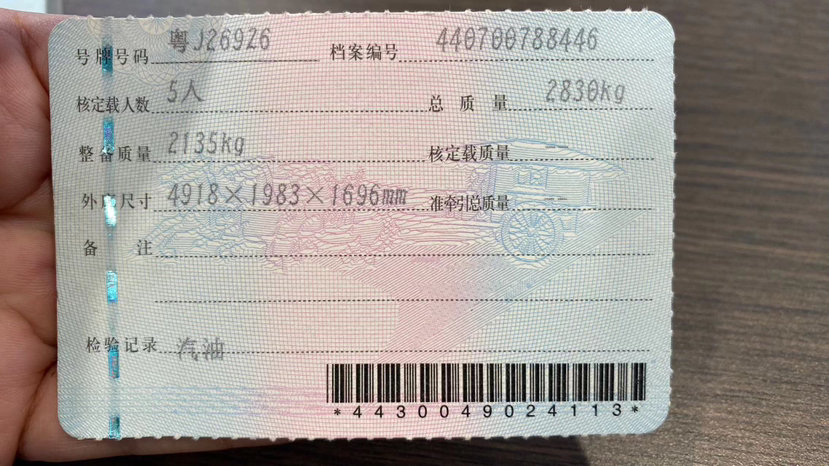 号牌号码 粤J269Z6 档案编号 440700788446
核定载人数 5人 总质量 2830kg
整备质量 2135kg 核定载质量 --
外廓尺寸 4918×1983×1696mm 准牵引总质量 --
备注
检验记录 汽油
*4430049024113*